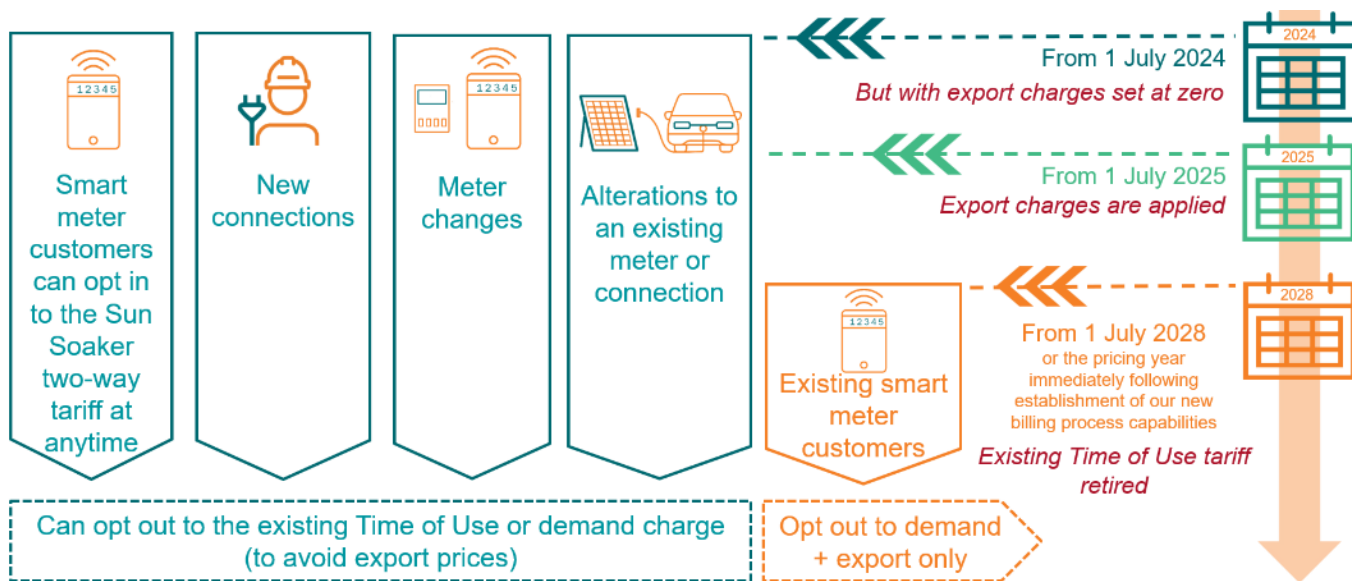 12345
Smart
meter
customers
can opt in
to the Sun
Soaker
two-way
tariff at
anytime
New
connections
12345
Meter
changes
Alterations to
an existing
meter or
connection
From 1 July 2024
But with export charges set at zero
2024
From 1 July 2025
Export charges are applied
2025
12345
Existing smart
meter
customers
From 1 July 2028
or the pricing year
immediately following
establishment of our new
billing process capabilities
Existing Time of Use tariff
retired
2028
Can opt out to the existing Time of Use or demand charge
(to avoid export prices)
Opt out to demand
+ export only